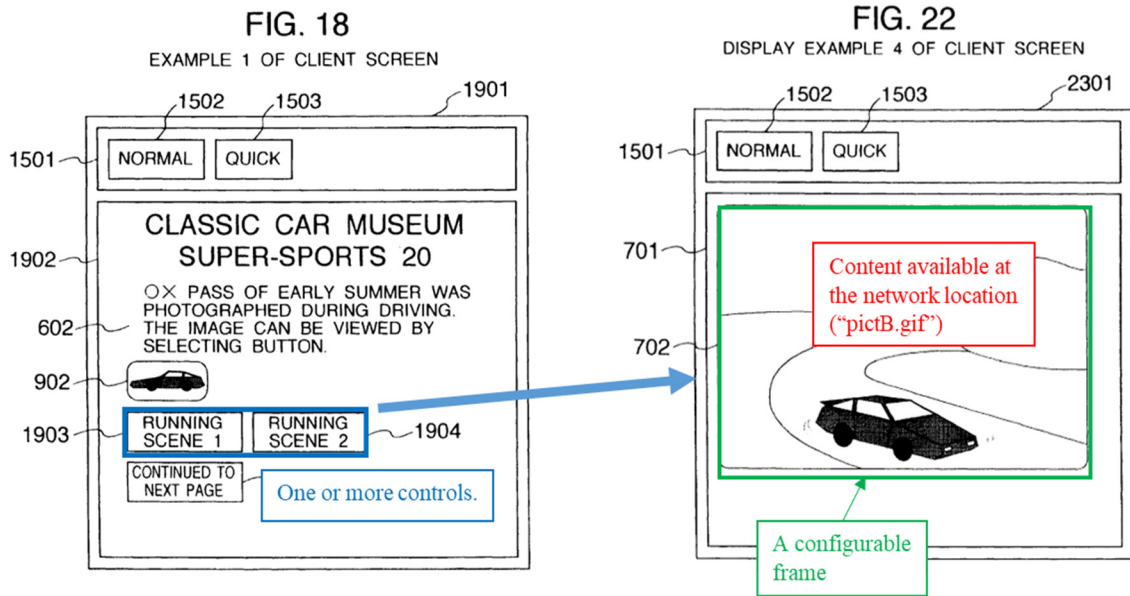 FIG. 18
EXAMPLE 1 OF CLIENT SCREEN
1901
1502
1503
1501
NORMAL
QUICK
CLASSIC CAR MUSEUM
SUPER-SPORTS 20
1902
OX PASS OF EARLY SUMMER WAS
PHOTOGRAPHED DURING DRIVING.
THE IMAGE CAN BE VIEWED BY
SELECTING BUTTON.
602
902
1903
RUNNING
SCENE 1
RUNNING
SCENE 2
1904
CONTINUED TO
NEXT PAGE
One or more controls.
FIG. 22
DISPLAY EXAMPLE 4 OF CLIENT SCREEN
2301
1502
1503
1501
NORMAL
QUICK
701
702
Content available at
the network location
(“pictB.gif”)
A configurable
frame